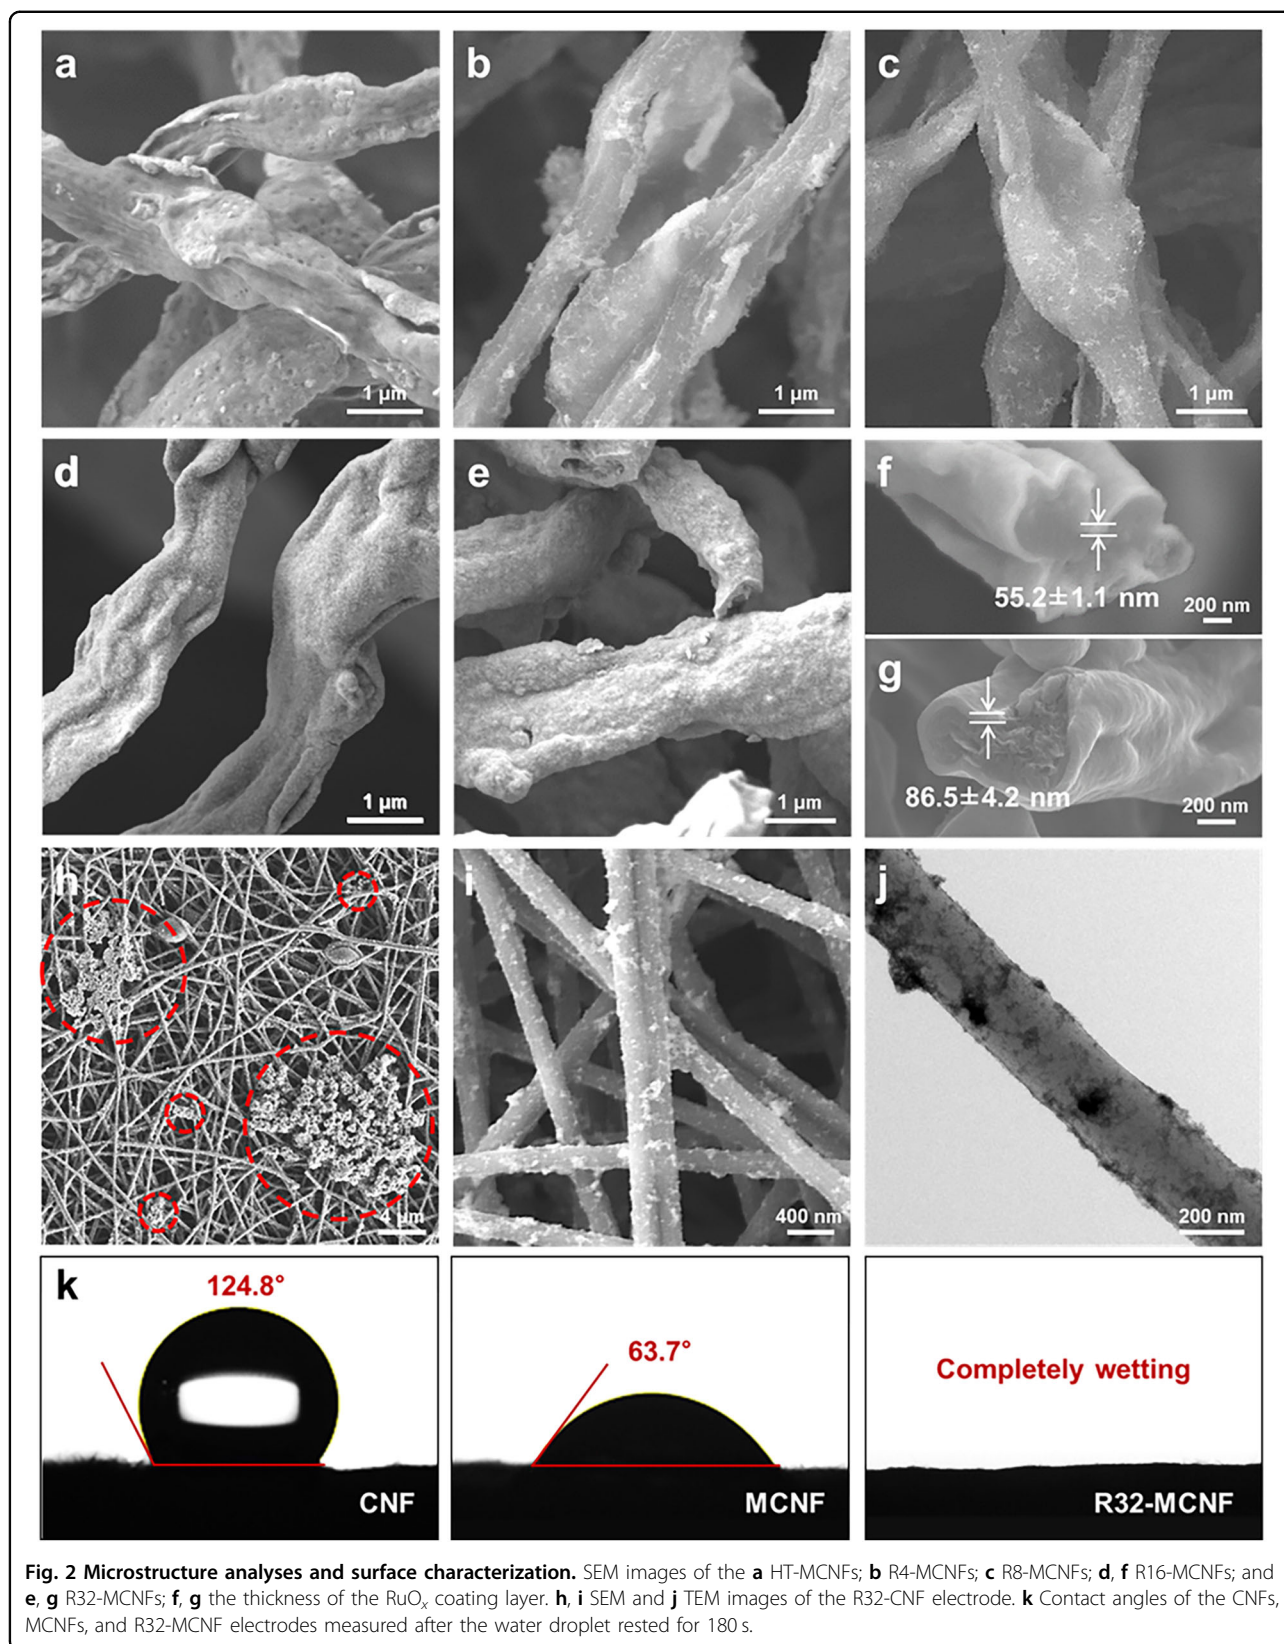 a
b
c
1 µm
1 µm
1 µm
d
e
f
55.2±1.1 nm
200 nm
g
86.5±4.2 nm
200 nm
1 µm
1 µm
h
i
j
4 µm
400 nm
200 nm
k
124.8°
63.7°
Completely wetting
CNF
MCNF
R32-MCNF
Fig. 2 Microstructure analyses and surface characterization. SEM images of the a HT-MCNFs; b R4-MCNFs; c R8-MCNFs; d, f R16-MCNFs; and
e, g R32-MCNFs; f, g the thickness of the RuOx coating layer. h, i SEM and j TEM images of the R32-CNF electrode. k Contact angles of the CNFs,
MCNFs, and R32-MCNF electrodes measured after the water droplet rested for 180 s.